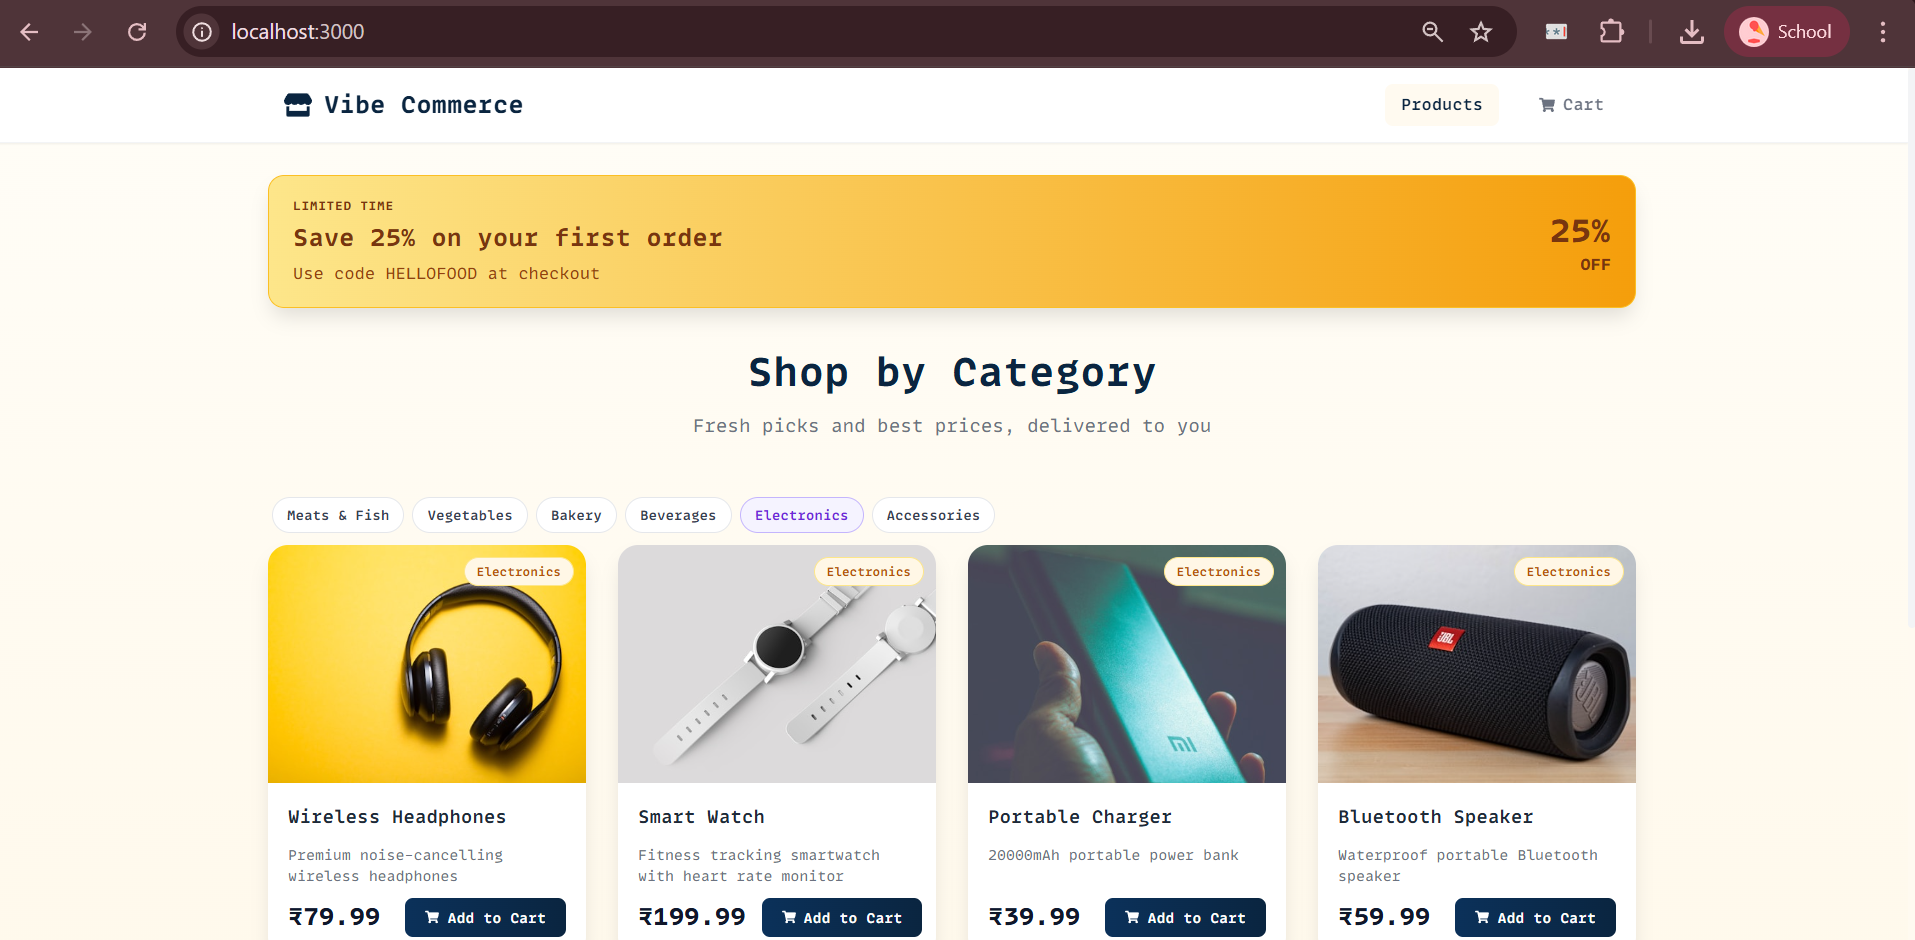 localhost:3000
School
Vibe Commerce
Products
Cart
LIMITED TIME
Save 25% on your first order
Use code HELLOFOOD at checkout
25%
OFF
Shop by Category
Fresh picks and best prices, delivered to you
Meats & Fish
Vegetables
Bakery
Beverages
Electronics
Accessories
Electronics
Electronics
Electronics
Electronics
mi
JBL
JBL
Wireless Headphones
Premium noise-cancelling
wireless headphones
₹79.99
Add to Cart
Smart Watch
Fitness tracking smartwatch
with heart rate monitor
₹199.99
Add to Cart
Portable Charger
20000mAh portable power bank
₹39.99
Add to Cart
Bluetooth Speaker
Waterproof portable Bluetooth
speaker
₹59.99
Add to Cart